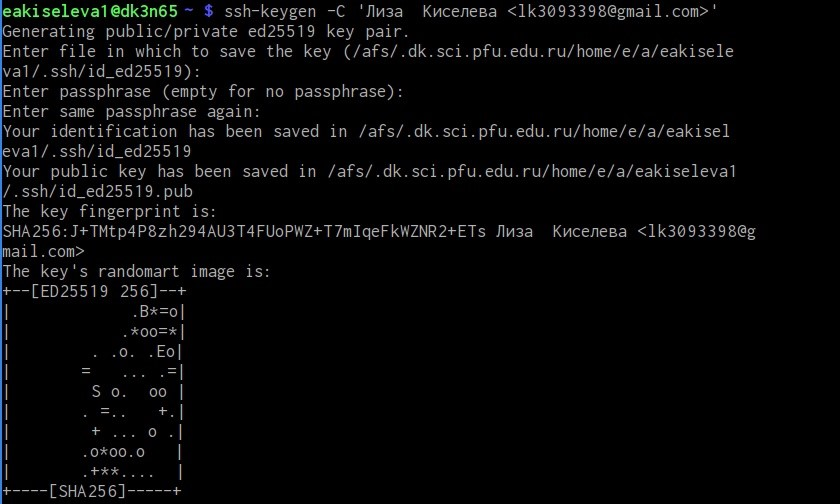 eakiseleva1@dk3n65 ~ $ ssh-keygen -C 'Лиза  Киселева <lk3093398@gmail.com>'
Generating public/private ed25519 key pair.
Enter file in which to save the key (/afs/.dk.sci.pfu.edu.ru/home/e/a/eakisele
va1/.ssh/id_ed25519):
Enter passphrase (empty for no passphrase):
Enter same passphrase again:
Your identification has been saved in /afs/.dk.sci.pfu.edu.ru/home/e/a/eakisel
eva1/.ssh/id_ed25519
Your public key has been saved in /afs/.dk.sci.pfu.edu.ru/home/e/a/eakiseleva1
/.ssh/id_ed25519.pub
The key fingerprint is:
SHA256:J+TMtp4P8zh294AU3T4FUoPWZ+T7mIqeFkWZNR2+ETs Лиза  Киселева <lk3093398@g
mail.com>
The key's randomart image is:
+--[ED25519 256]--+
|            .B*=o|
|           .*oo=*|
|       . .o. .Eo|
|      =   ... .=|
|       S o.  oo |
|      . =..   +.|
|       + ... o .|
|      .o*oo.o   |
|      .+**....  |
+----[SHA256]-----+